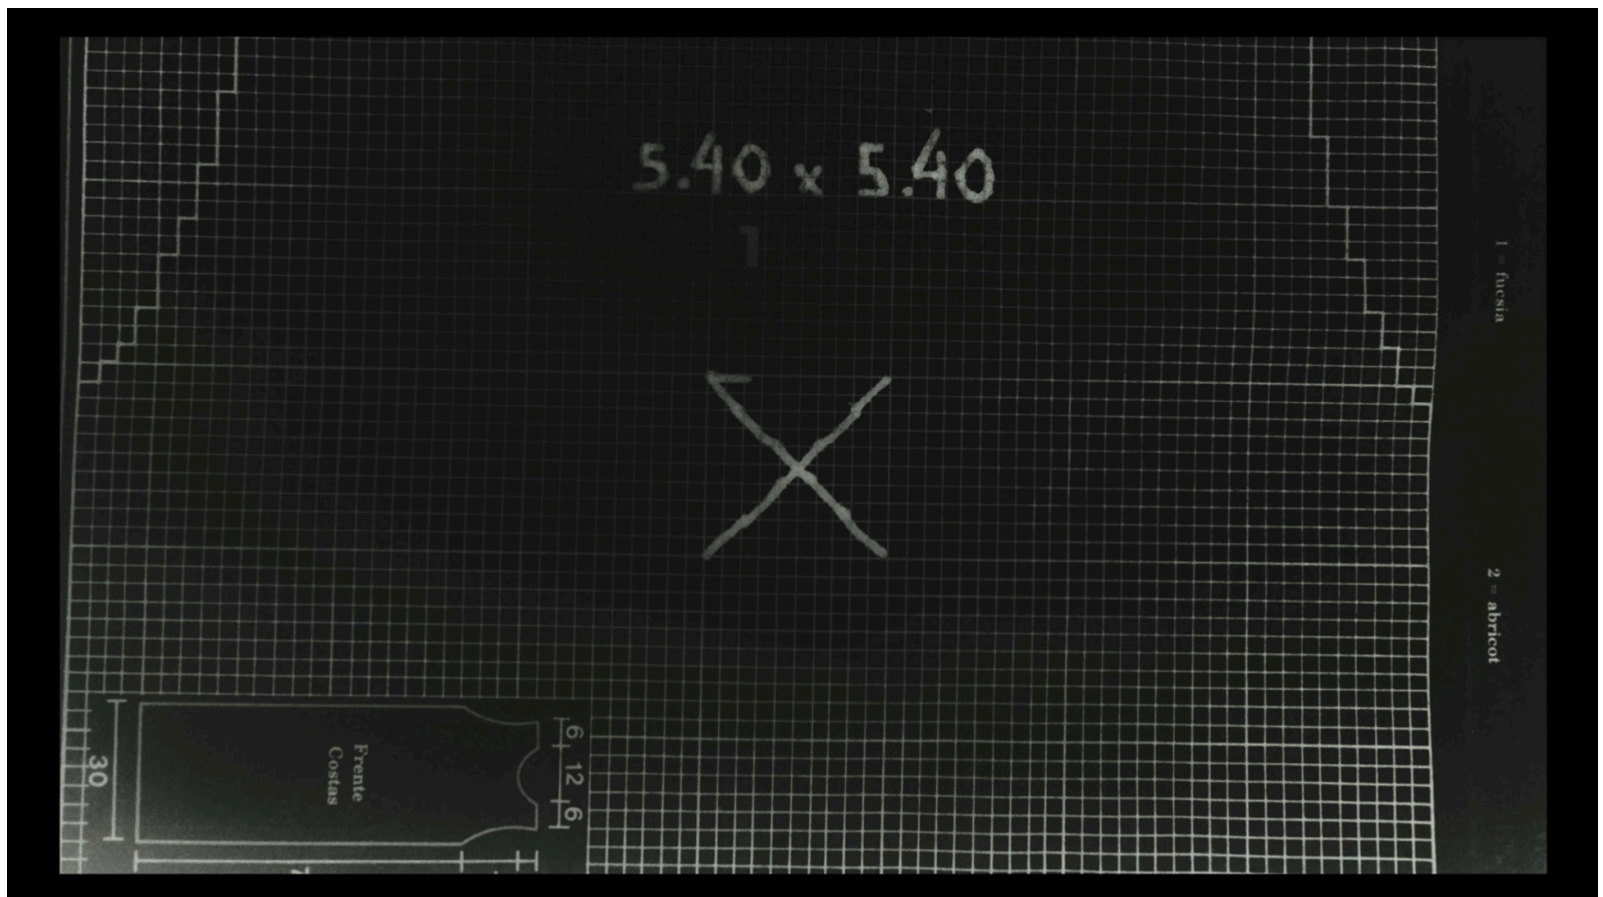 5.40 x 5.40
1
1 = fucsia
2 = abricot
Frente
Costas
30
6
12
6